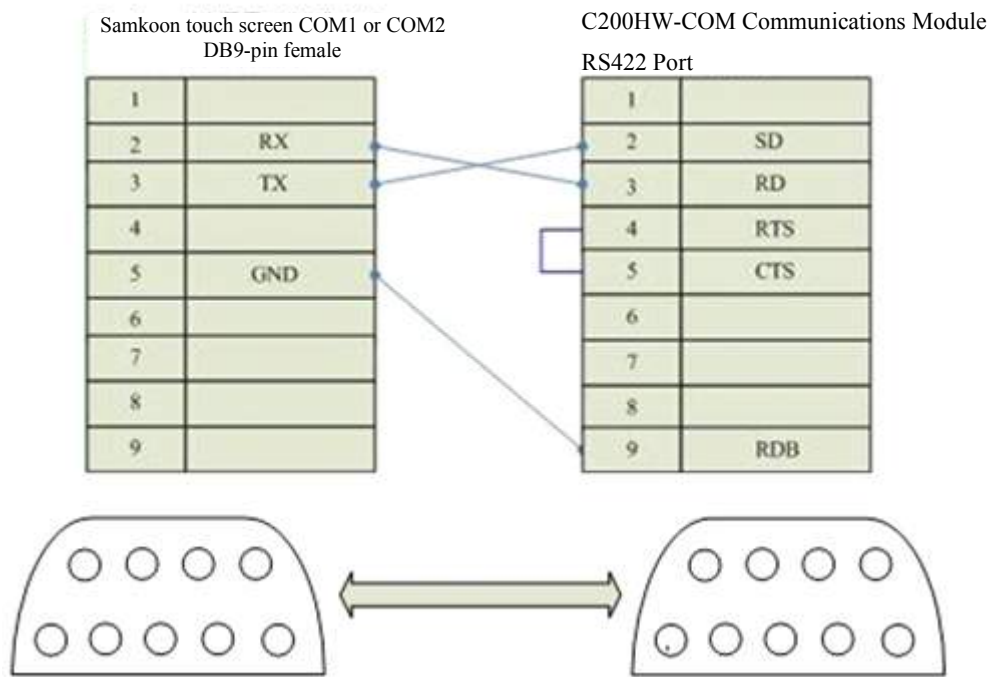 Samkoon touch screen COM1 or COM2
DB9-pin female
C200HW-COM Communications Module
RS422 Port
1
2 RX
3 TX
4
5 GND
6
7
8
9
1
2 SD
3 RD
4 RTS
5 CTS
6
7
8
9 RDB